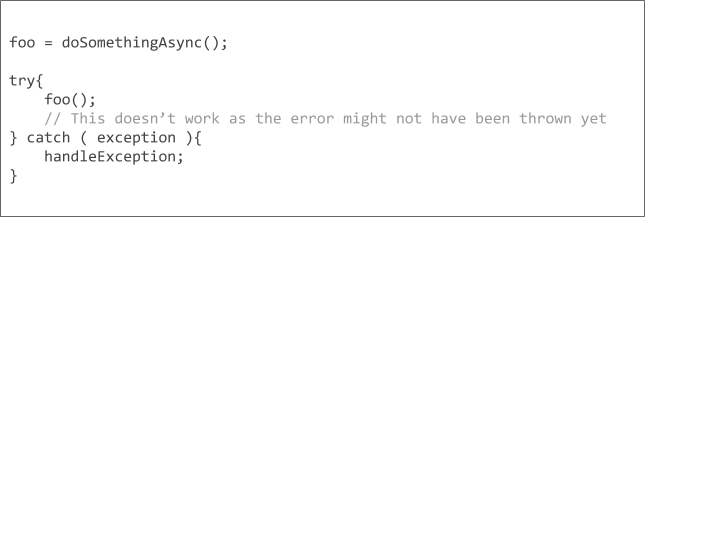 foo = doSomethingAsync();
try{
    foo();
    // This doesn’t work as the error might not have been thrown yet
} catch ( exception ){
    handleException;
}